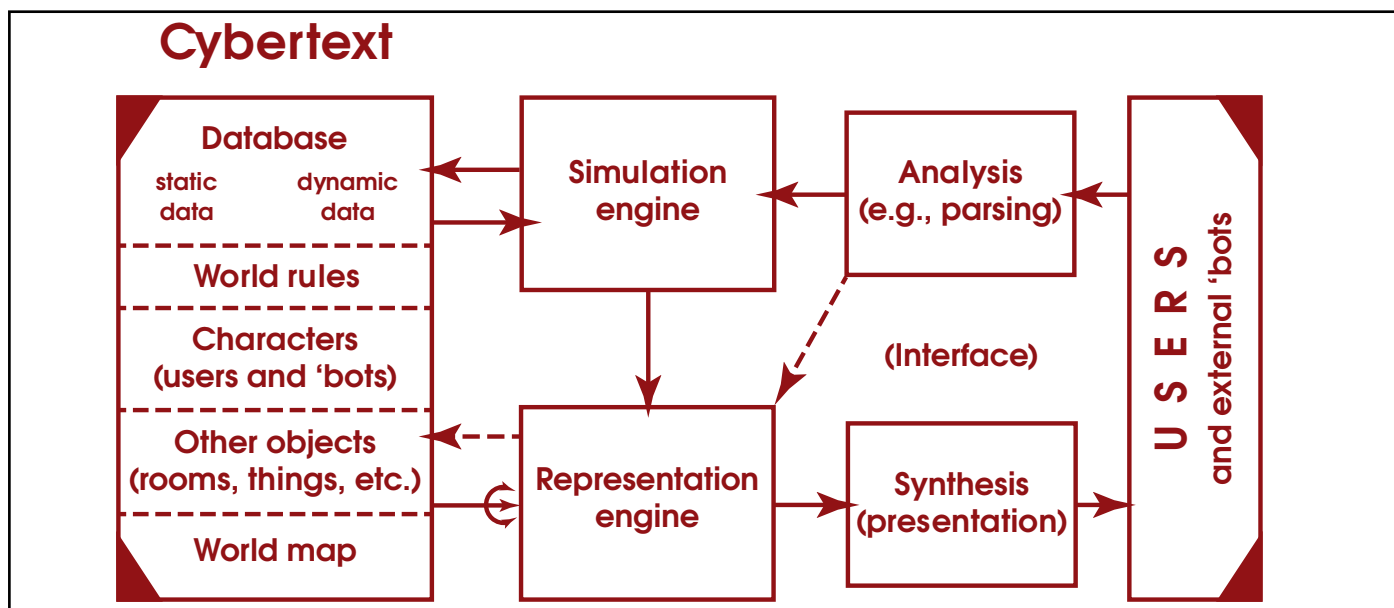 Cybertext
Database
static
data
dynamic
data
World rules
Characters
(users and ‘bots)
Other objects
(rooms, things, etc.)
World map
Simulation
engine
Representation
engine
Analysis
(e.g., parsing)
(Interface)
Synthesis
(presentation)
USERS
and external ‘bots